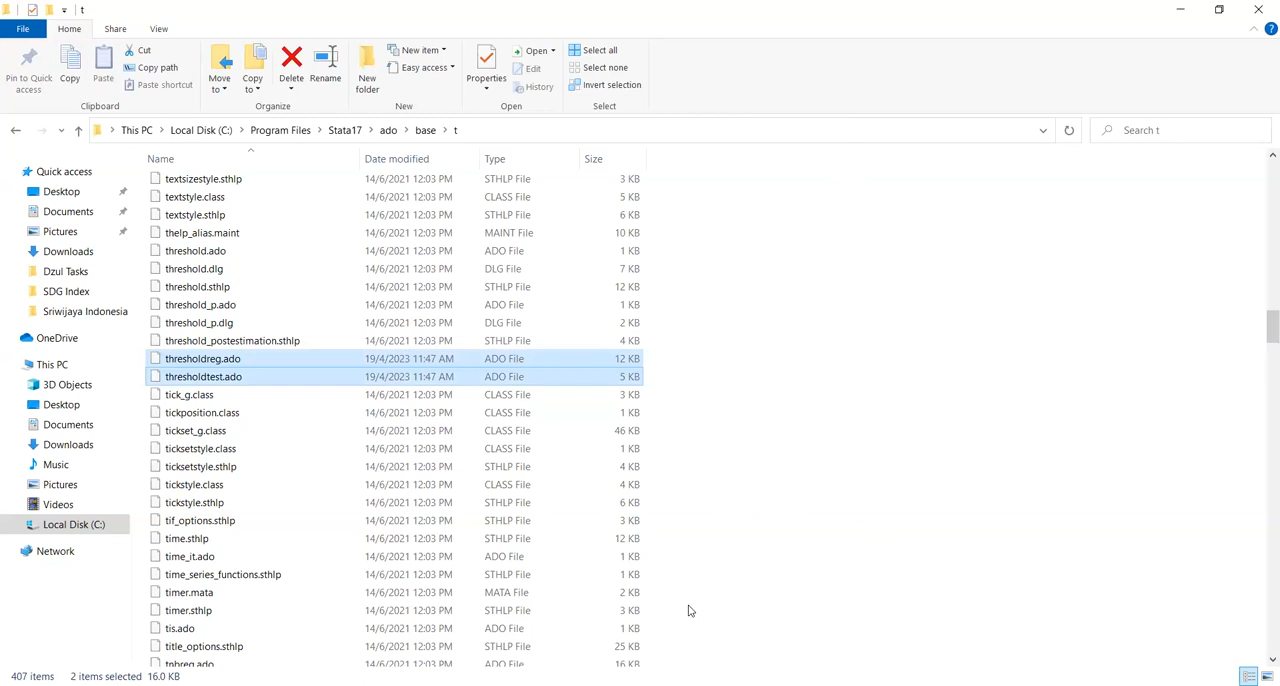 t
File Home Share View
Pin to Quick access
Copy
Paste
Cut
Copy path
Paste shortcut
Clipboard
Move to
Copy to
Delete
Rename
Organize
New folder
New item
Easy access
New
Properties
Open
Edit
History
Open
Select all
Select none
Invert selection
Select
This PC Local Disk (C:) Program Files Stata17 ado base t
Search t
Name Date modified Type Size
Quick access
Desktop
Documents
Pictures
Downloads
Dzul Tasks
SDG Index
Sriwijaya Indonesia
OneDrive
This PC
3D Objects
Desktop
Documents
Downloads
Music
Pictures
Videos
Local Disk (C:)
Network
textsizestyle.sthlp 14/6/2021 12:03 PM STHLP File 3 KB
textstyle.class 14/6/2021 12:03 PM CLASS File 5 KB
textstyle.sthlp 14/6/2021 12:03 PM STHLP File 6 KB
thelp_alias.maint 14/6/2021 12:03 PM MAINT File 10 KB
threshold.ado 14/6/2021 12:03 PM ADO File 1 KB
threshold.dlg 14/6/2021 12:03 PM DLG File 7 KB
threshold.sthlp 14/6/2021 12:03 PM STHLP File 12 KB
threshold_p.ado 14/6/2021 12:03 PM ADO File 1 KB
threshold_p.dlg 14/6/2021 12:03 PM DLG File 2 KB
threshold_postestimation.sthlp 14/6/2021 12:03 PM STHLP File 4 KB
thresholdreg.ado 19/4/2023 11:47 AM ADO File 12 KB
thresholdtest.ado 19/4/2023 11:47 AM ADO File 5 KB
tick_g.class 14/6/2021 12:03 PM CLASS File 3 KB
tickposition.class 14/6/2021 12:03 PM CLASS File 1 KB
tickset_g.class 14/6/2021 12:03 PM CLASS File 46 KB
ticksetstyle.class 14/6/2021 12:03 PM CLASS File 1 KB
ticksetstyle.sthlp 14/6/2021 12:03 PM STHLP File 4 KB
tickstyle.class 14/6/2021 12:03 PM CLASS File 4 KB
tickstyle.sthlp 14/6/2021 12:03 PM STHLP File 6 KB
tif_options.sthlp 14/6/2021 12:03 PM STHLP File 3 KB
time.sthlp 14/6/2021 12:03 PM STHLP File 12 KB
time_it.ado 14/6/2021 12:03 PM ADO File 1 KB
time_series_functions.sthlp 14/6/2021 12:03 PM STHLP File 1 KB
timer.mata 14/6/2021 12:03 PM MATA File 2 KB
timer.sthlp 14/6/2021 12:03 PM STHLP File 3 KB
tis.ado 14/6/2021 12:03 PM ADO File 1 KB
title_options.sthlp 14/6/2021 12:03 PM STHLP File 25 KB
tnbreg.ado 14/6/2021 12:03 PM ADO File 16 KB
407 items 2 items selected 16.0 KB